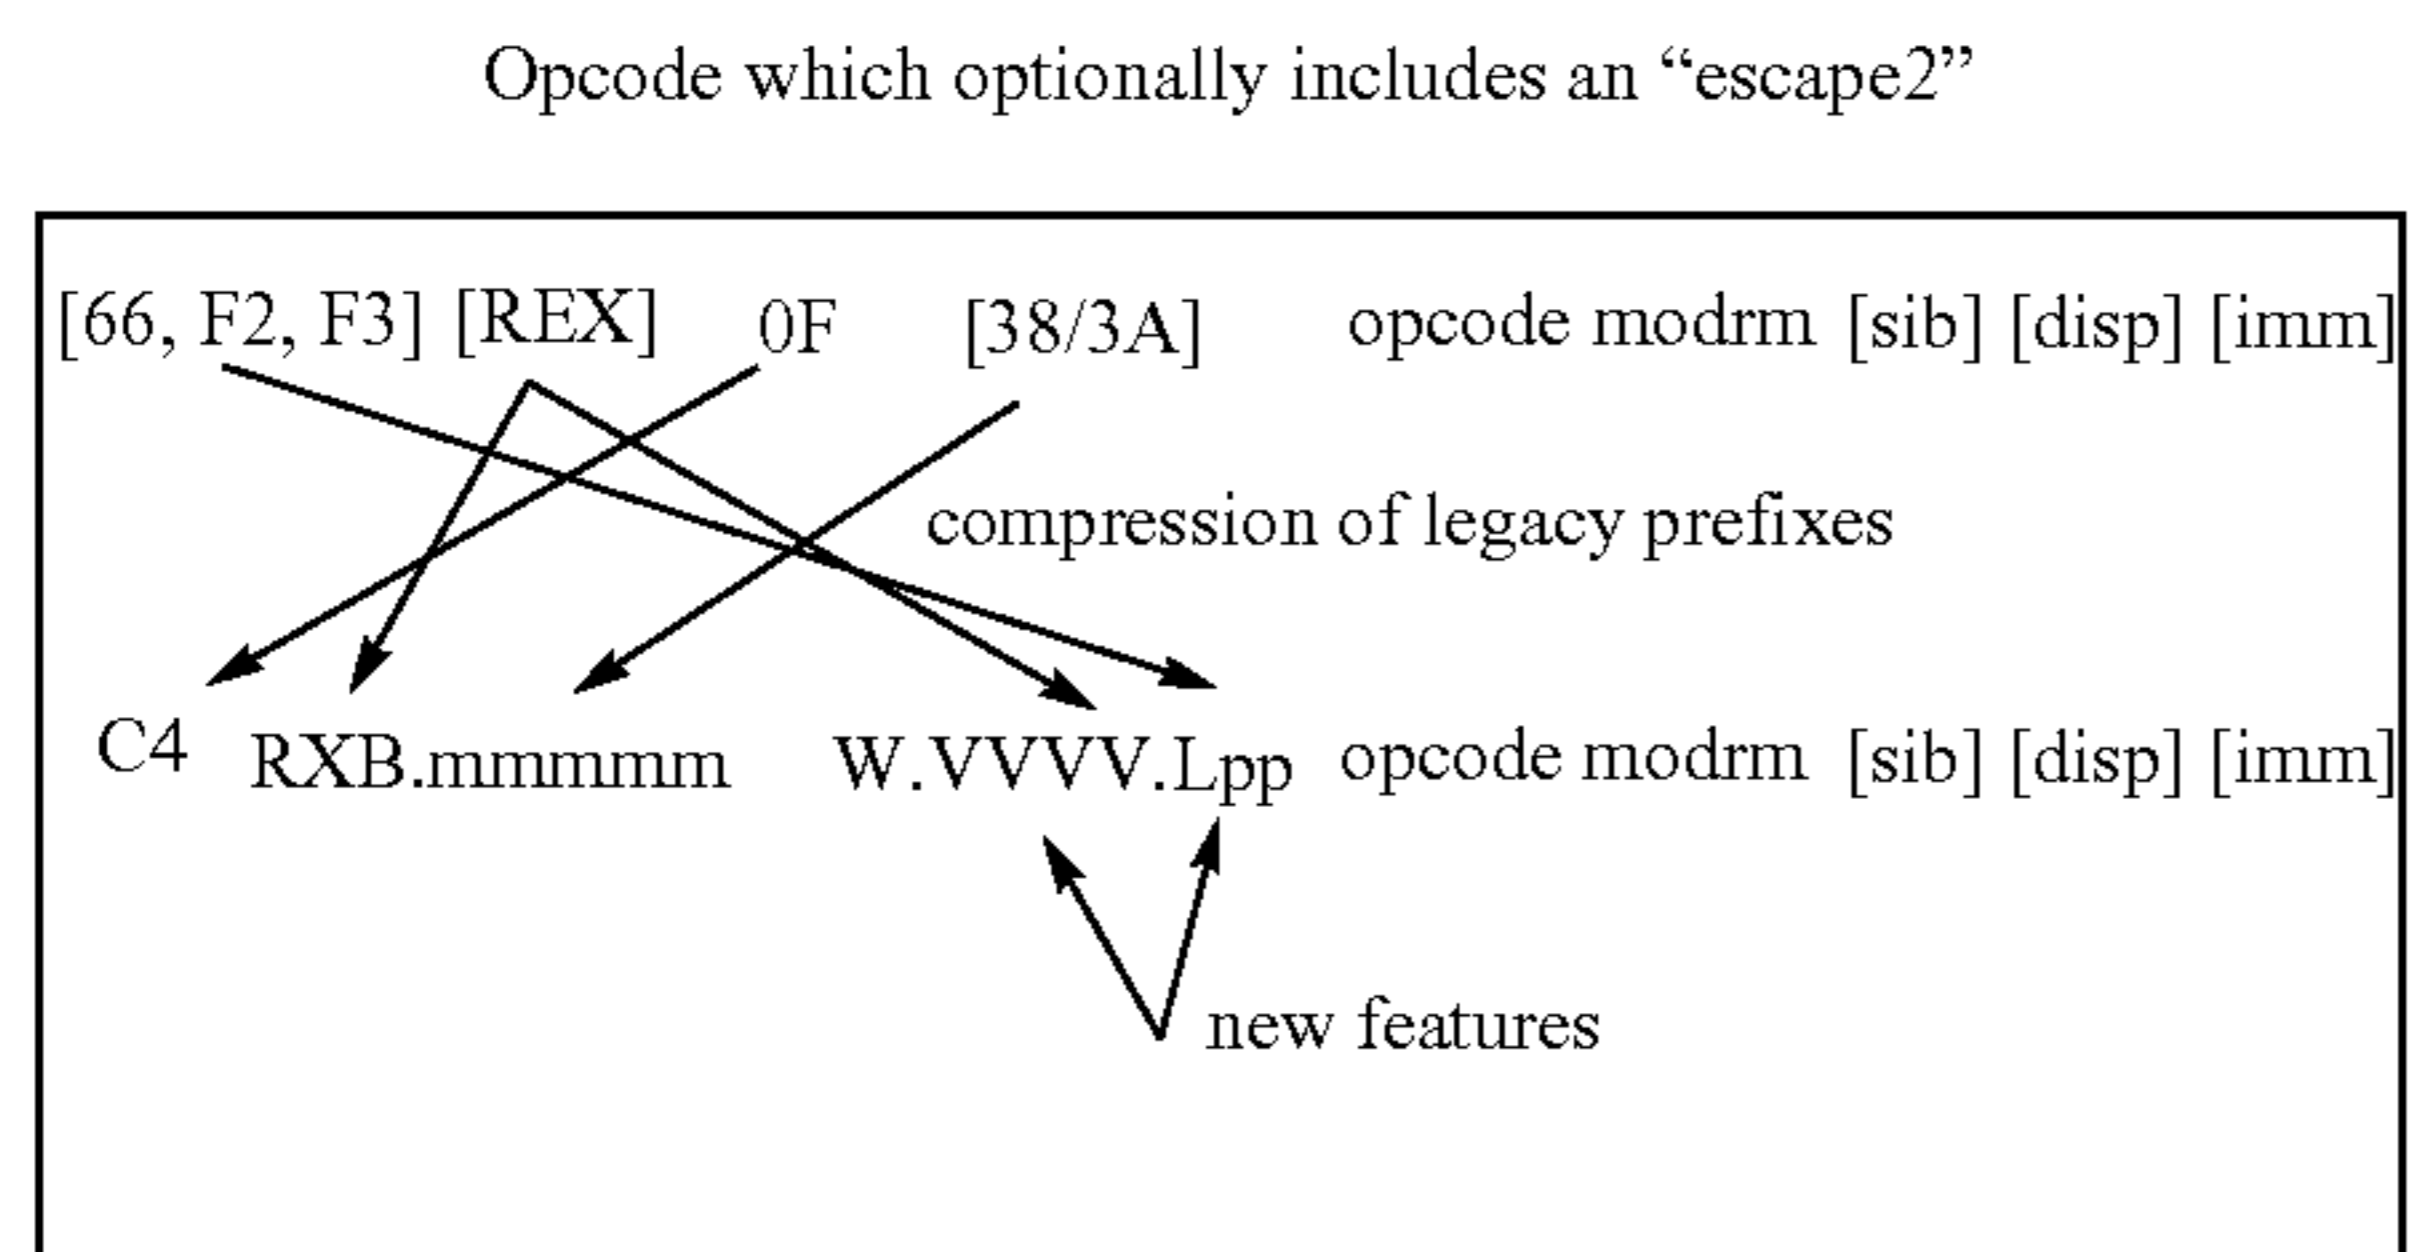 Opcode which optionally includes an “escape2”
[66, F2, F3] [REX] 0F [38/3A] opcode modrm [sib] [disp] [imm]
compression of legacy prefixes
C4 RXB.mmmmm W.VVVV.Lpp opcode modrm [sib] [disp] [imm]
new features